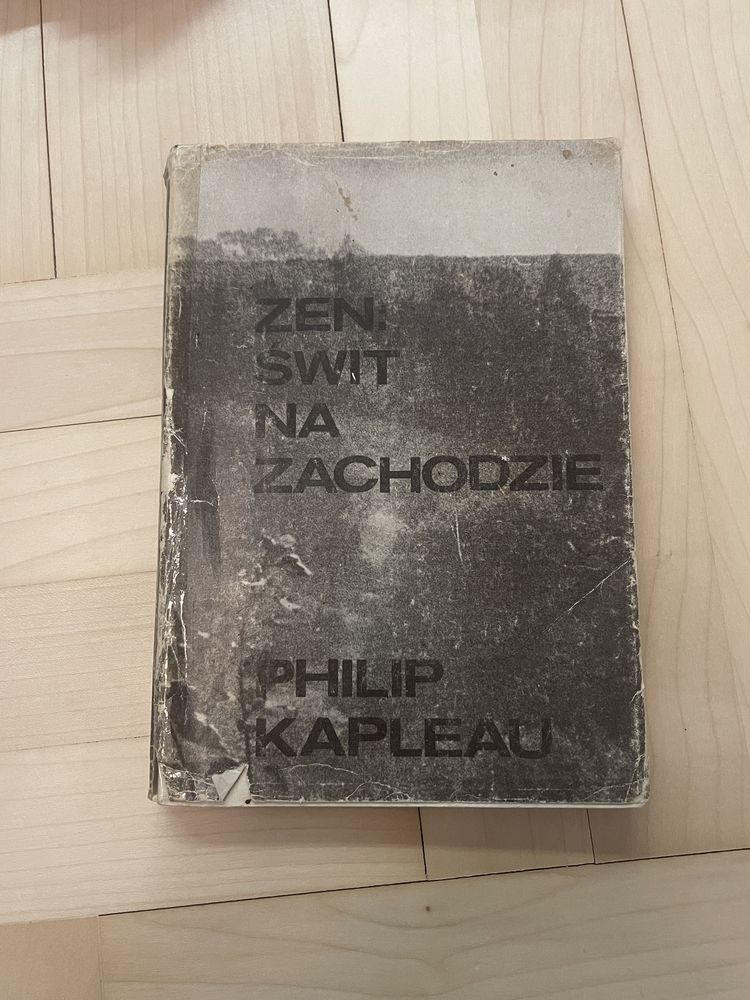 ZEN:
ŚWIT
NA
ZACHODZIE
PHILIP
KAPLEAU